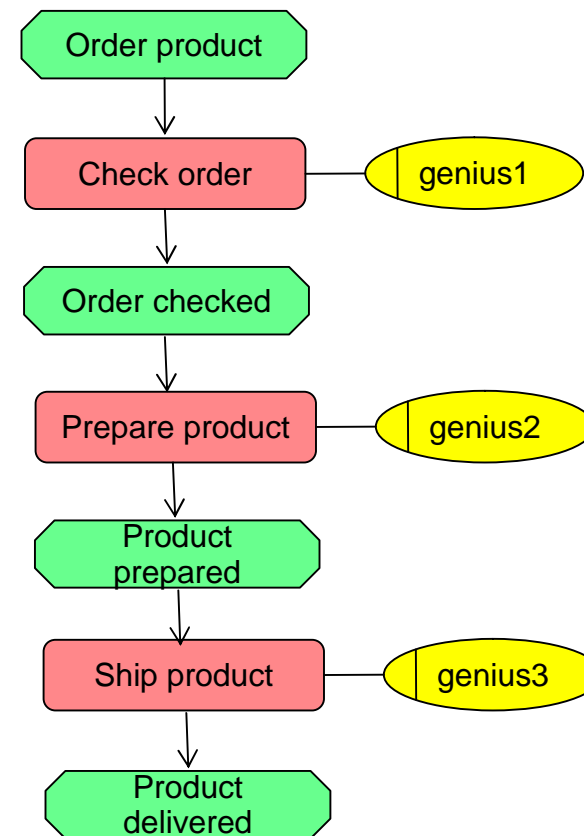 Order product
Check order
genius1
Order checked
Prepare product
genius2
Product
prepared
Ship product
genius3
Product
delivered